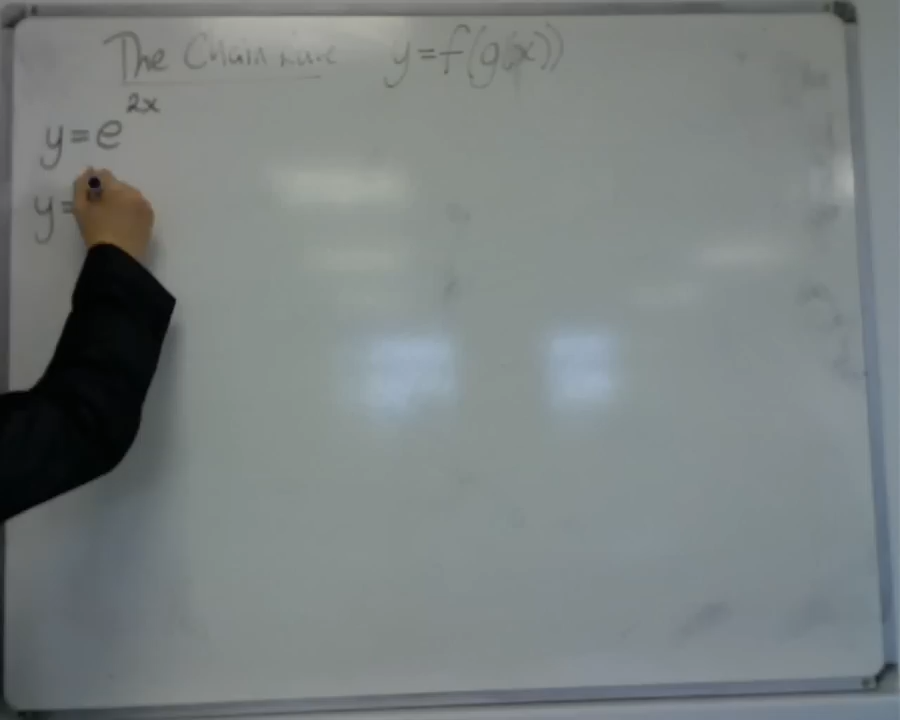 The Chain Rule y=f(g(x))
y=e^{2x}
y=